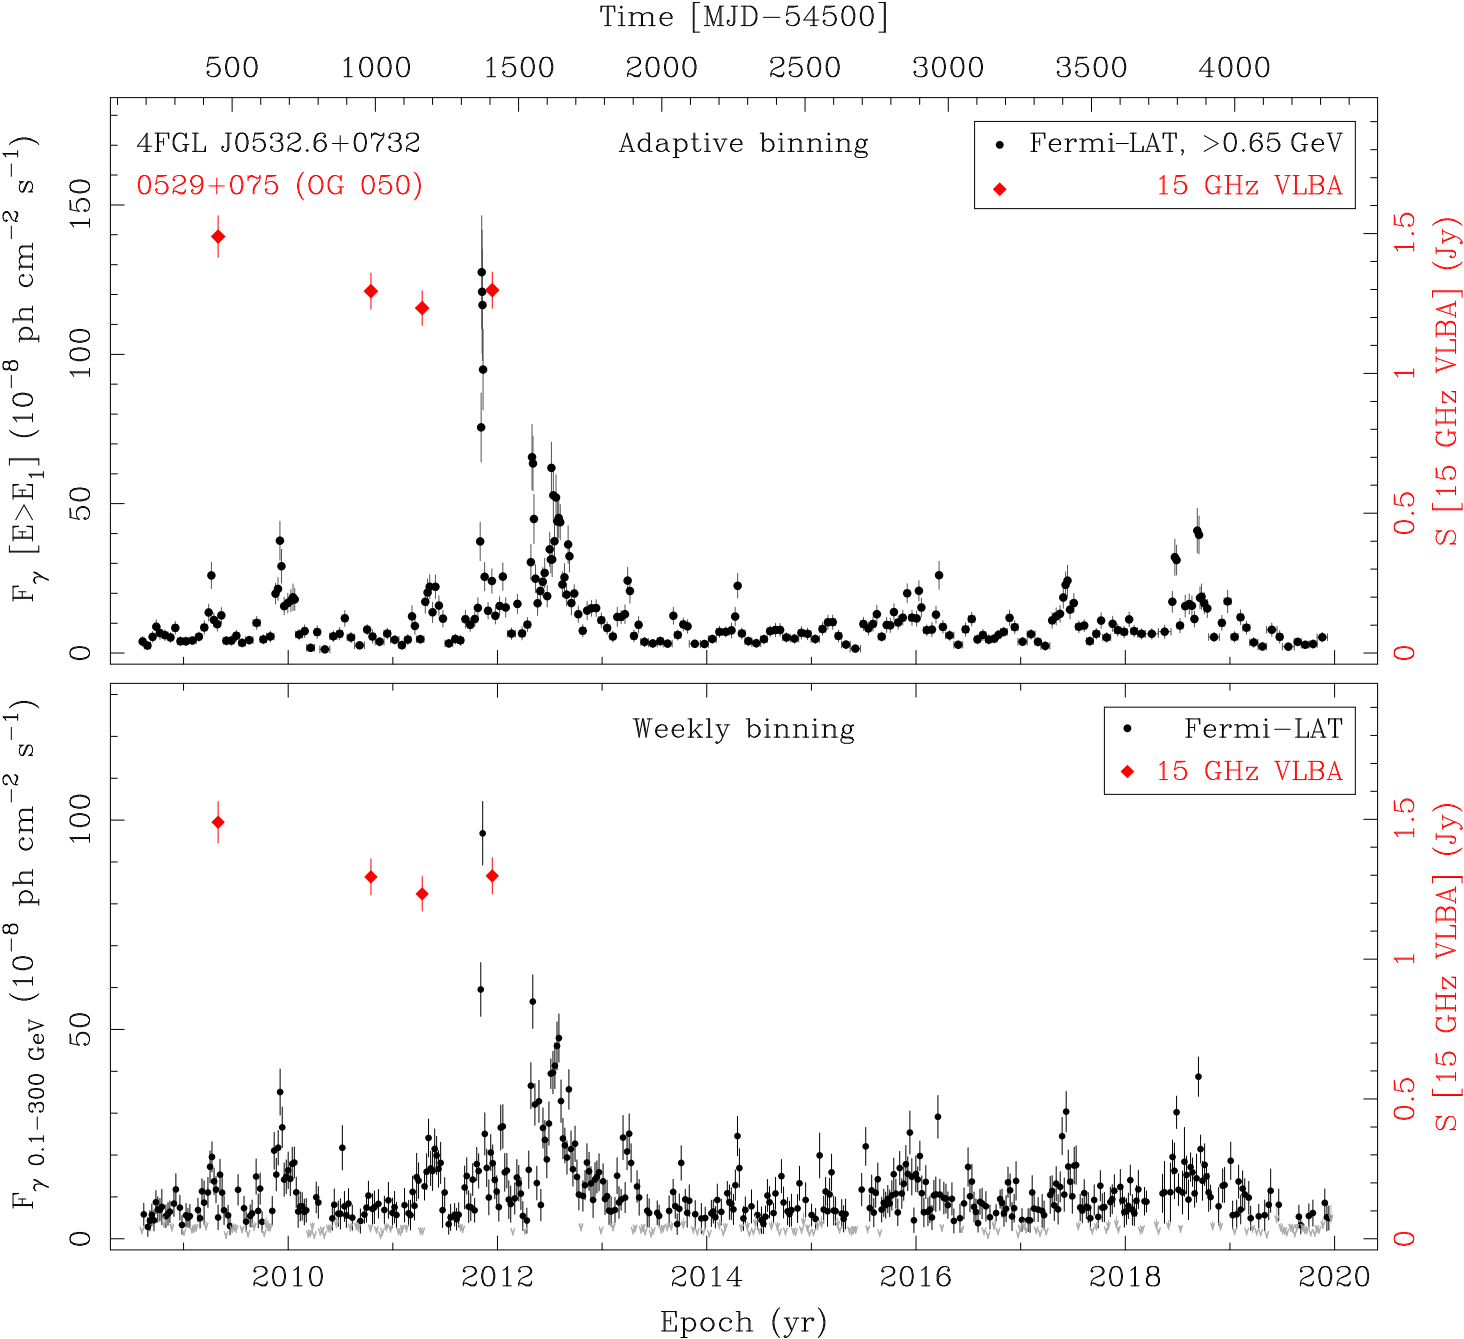 Time [MJD−54500]
500 1000 1500 2000 2500 3000 3500 4000
4FGL J0532.6+0732
0529+075 (OG 050)
Adaptive binning
Fermi−LAT, >0.65 GeV
15 GHz VLBA
F_γ [E>E_1] (10^−8 ph cm^−2 s^−1)
150
100
50
0
S [15 GHz VLBA] (Jy)
1.5
1
0.5
0
Weekly binning
Fermi−LAT
15 GHz VLBA
F_γ 0.1−300 GeV (10^−8 ph cm^−2 s^−1)
100
50
0
S [15 GHz VLBA] (Jy)
1.5
1
0.5
0
2010 2012 2014 2016 2018 2020
Epoch (yr)